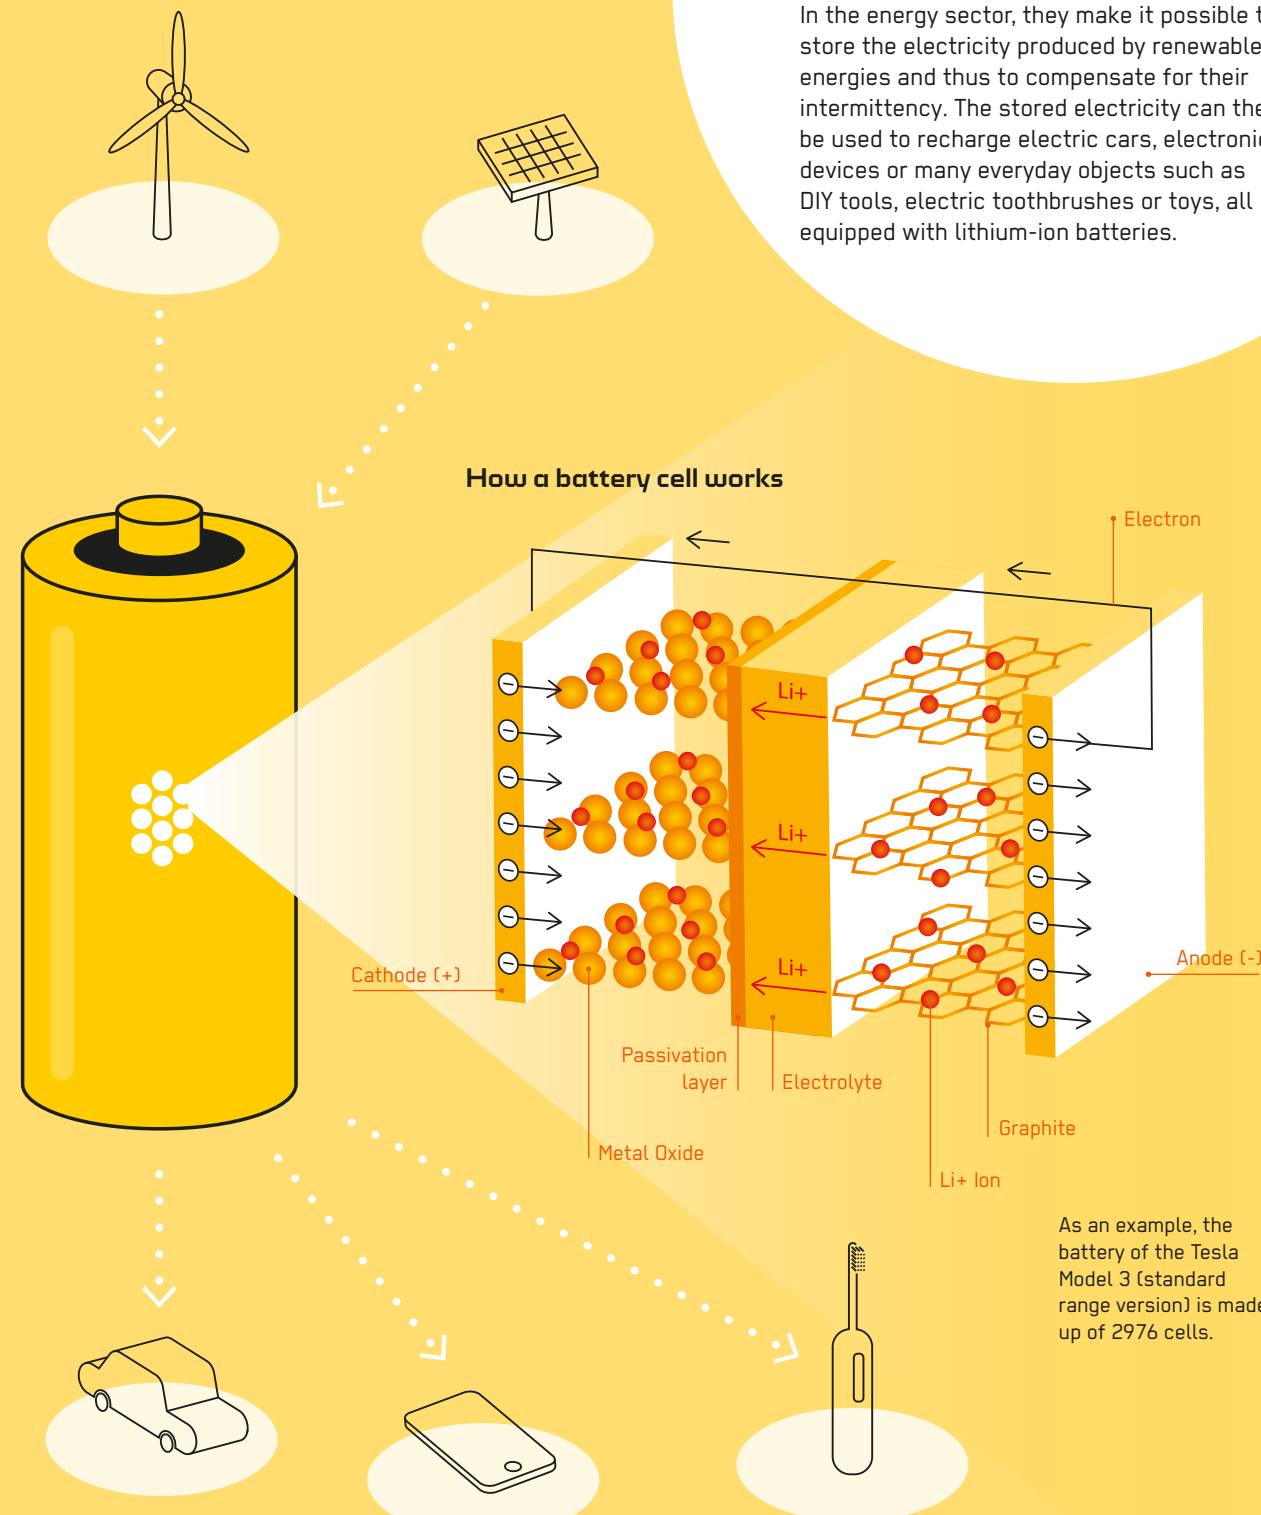 In the energy sector, they make it possible
store the electricity produced by renewable
energies and thus to compensate for their
intermittency. The stored electricity can
be used to recharge electric cars, electronic
devices or many everyday objects such as
DIY tools, electric toothbrushes or toys, all
equipped with lithium-ion batteries.
How a battery cell works
Electron
Li+
Li+
Li+
Cathode (+)
Anode (-)
Passivation
layer
Electrolyte
Graphite
Metal Oxide
Li+ Ion
As an example, the
battery of the Tesla
Model 3 (standard
range version) is made
up of 2976 cells.